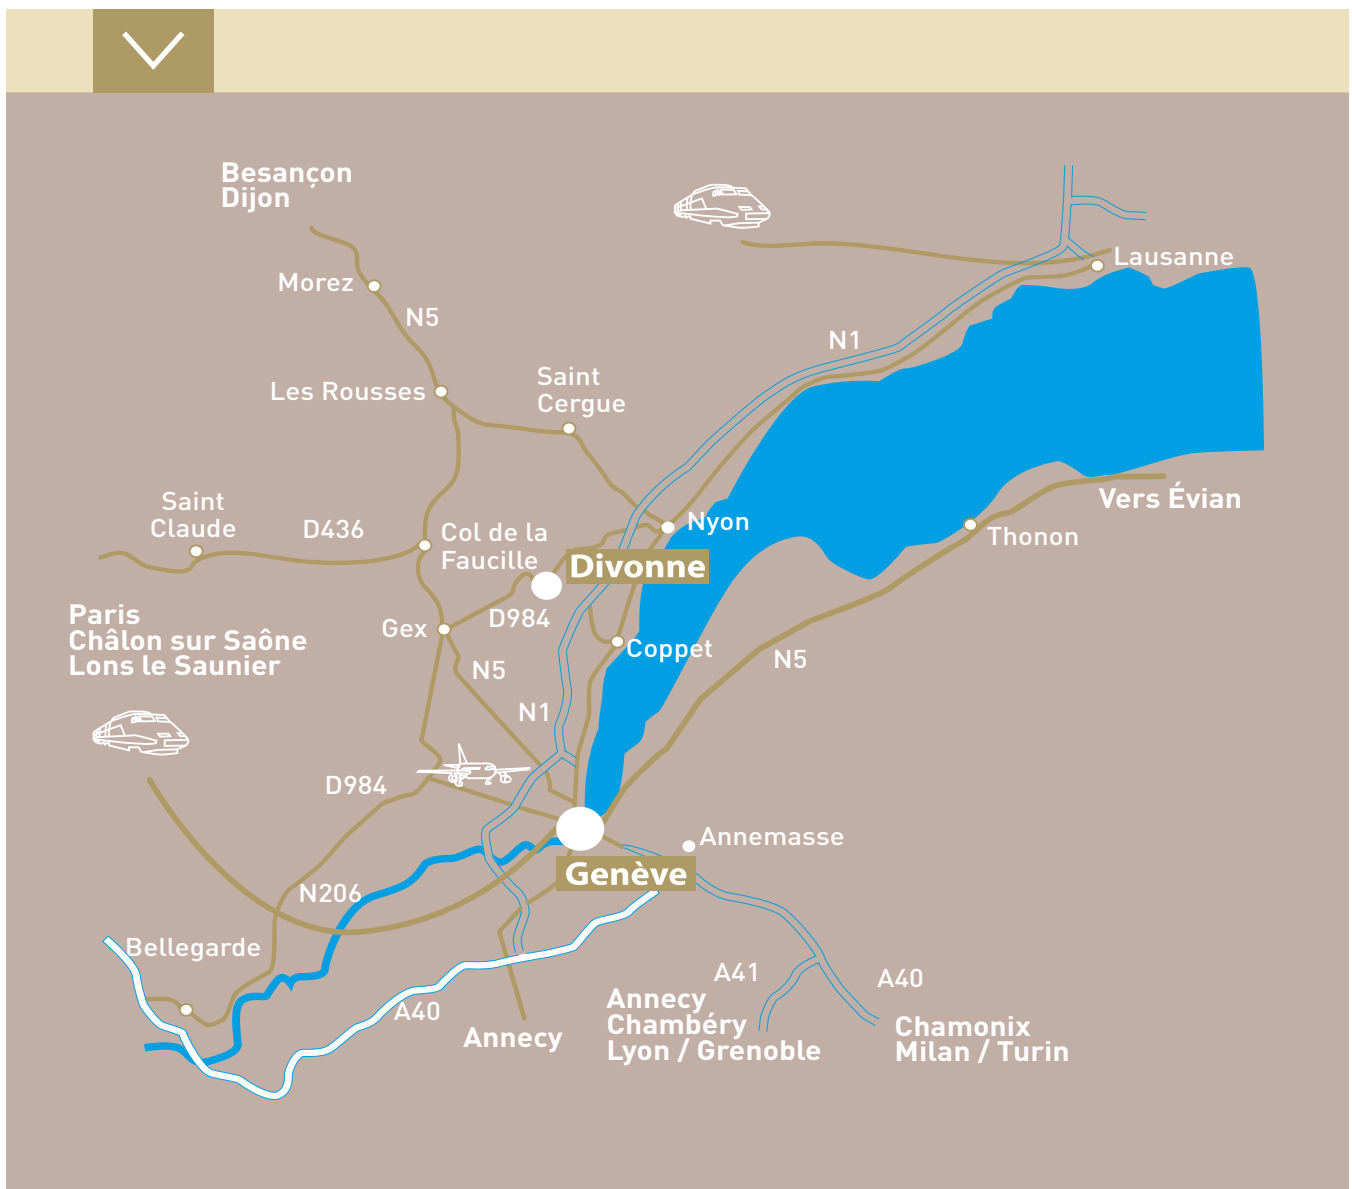 Besançon
Dijon
Morez
N5
Les Rousses
Saint
Cergue
N1
Lausanne
Saint
Claude
D436
Col de la
Faucille
Nyon
Divonne
Vers Évian
Thonon
Paris
Châlon sur Saône
Lons le Saunier
Gex
D984
Coppet
N5
N5
N1
D984
Annemasse
Genève
N206
Bellegarde
A40
Annecy
A41
Annecy
Chambéry
Lyon / Grenoble
A40
Chamonix
Milan / Turin